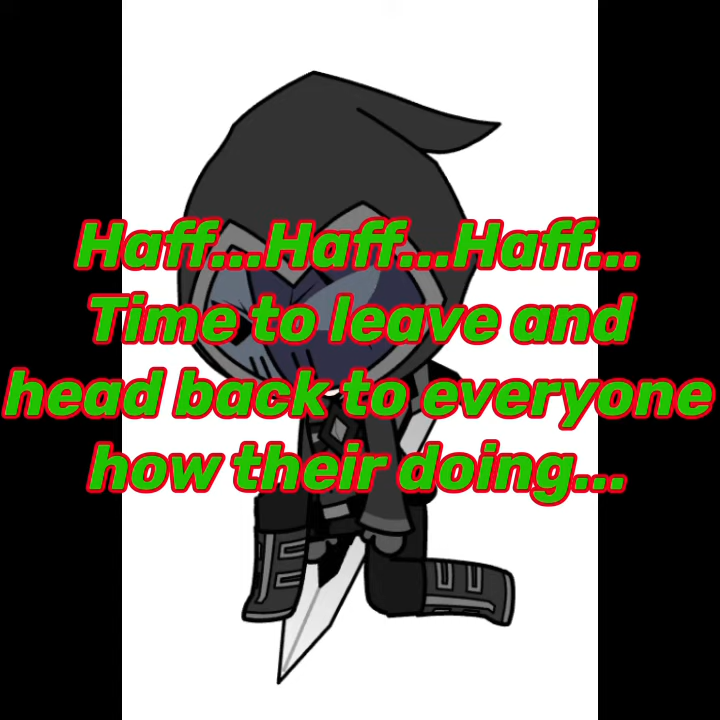 Haff...Haff...Haff...
Time to leave and
head back to everyone
how their doing...